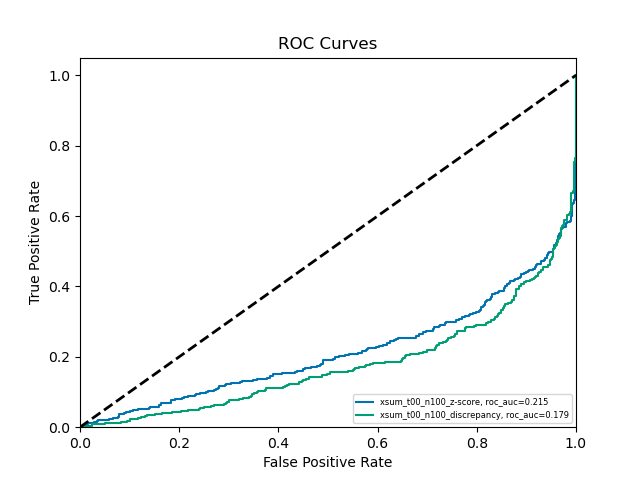 ROC Curves
1.0
0.8
0.6
0.4
0.2
0.0
True Positive Rate
xsum_t00_n100_z-score, roc_auc=0.215
xsum_t00_n100_discrepancy, roc_auc=0.179
0.0 0.2 0.4 0.6 0.8 1.0
False Positive Rate